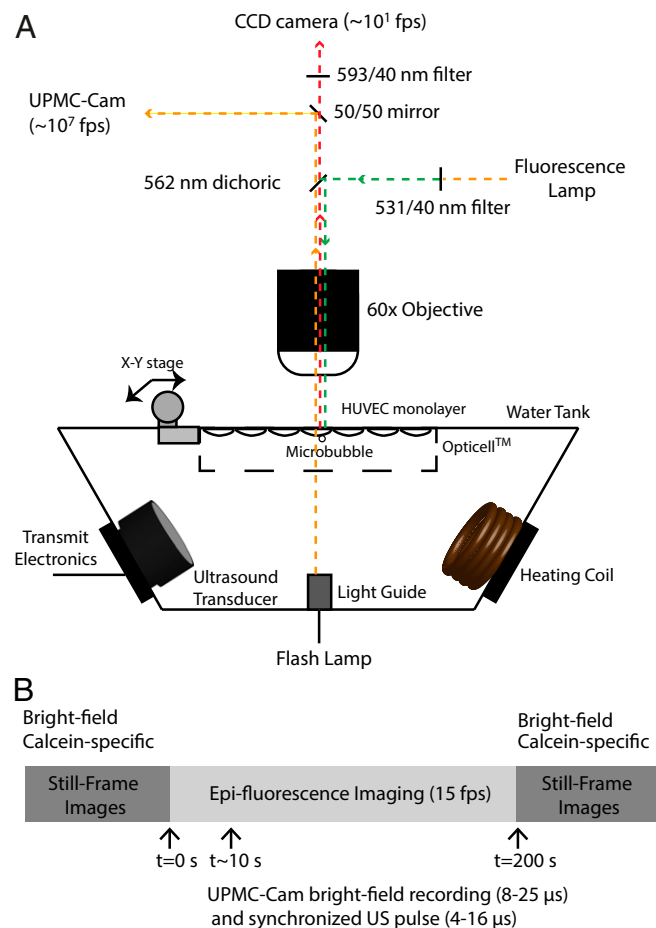 A
CCD camera (~10¹ fps)
593/40 nm filter
UPMC-Cam
(~10⁷ fps)
50/50 mirror
562 nm dichoric
Fluorescence
Lamp
531/40 nm filter
60x Objective
X-Y stage
HUVEC monolayer
Water Tank
Microbubble
Opticell™
Transmit
Electronics
Ultrasound
Transducer
Light Guide
Heating Coil
Flash Lamp
B
Bright-field
Calcein-specific
Bright-field
Calcein-specific
Still-Frame
Images
Epi-fluorescence Imaging (15 fps)
Still-Frame
Images
t=0 s
t~10 s
t=200 s
UPMC-Cam bright-field recording (8-25 µs)
and synchronized US pulse (4-16 µs)